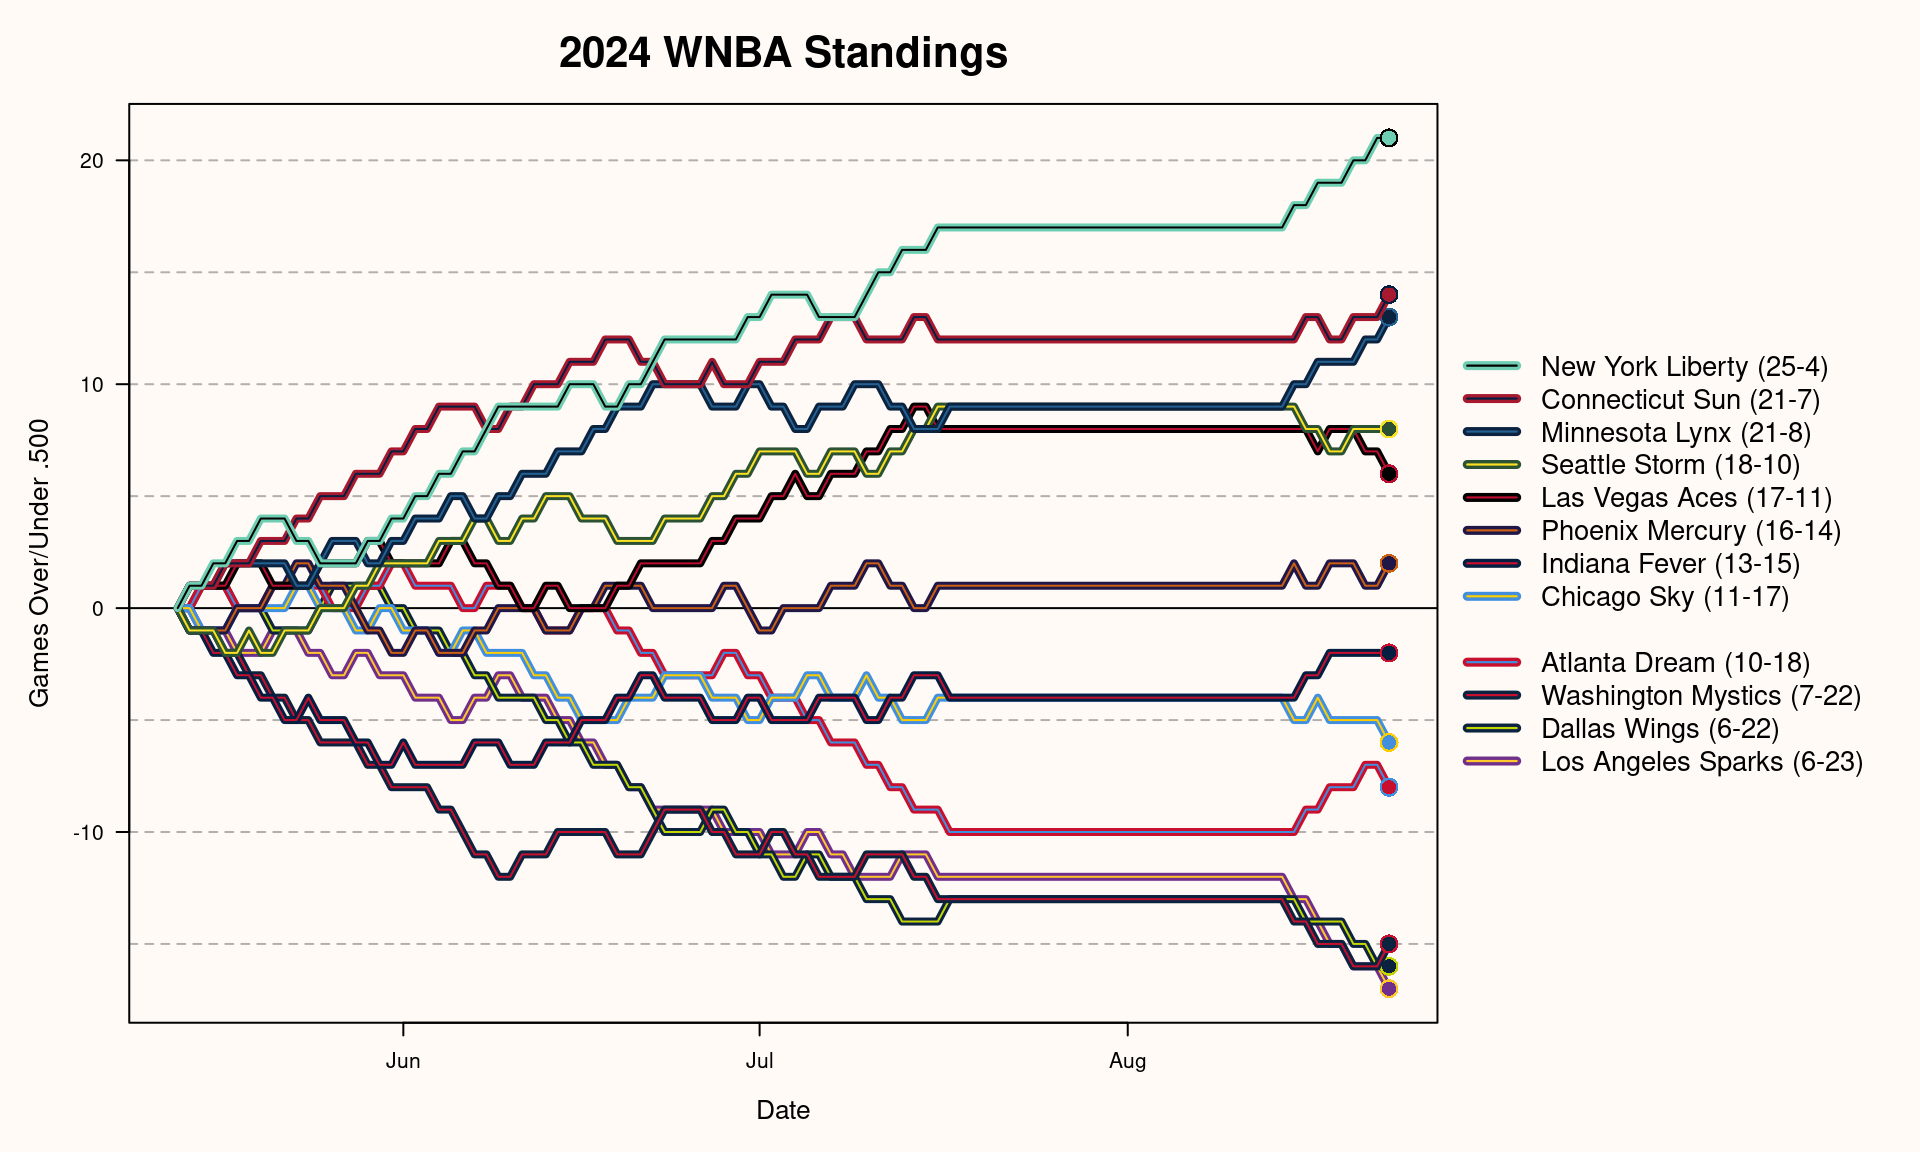 2024 WNBA Standings
Games Over/Under .500
20
10
0
-10
Jun
Jul
Aug
Date
New York Liberty (25-4)
Connecticut Sun (21-7)
Minnesota Lynx (21-8)
Seattle Storm (18-10)
Las Vegas Aces (17-11)
Phoenix Mercury (16-14)
Indiana Fever (13-15)
Chicago Sky (11-17)
Atlanta Dream (10-18)
Washington Mystics (7-22)
Dallas Wings (6-22)
Los Angeles Sparks (6-23)